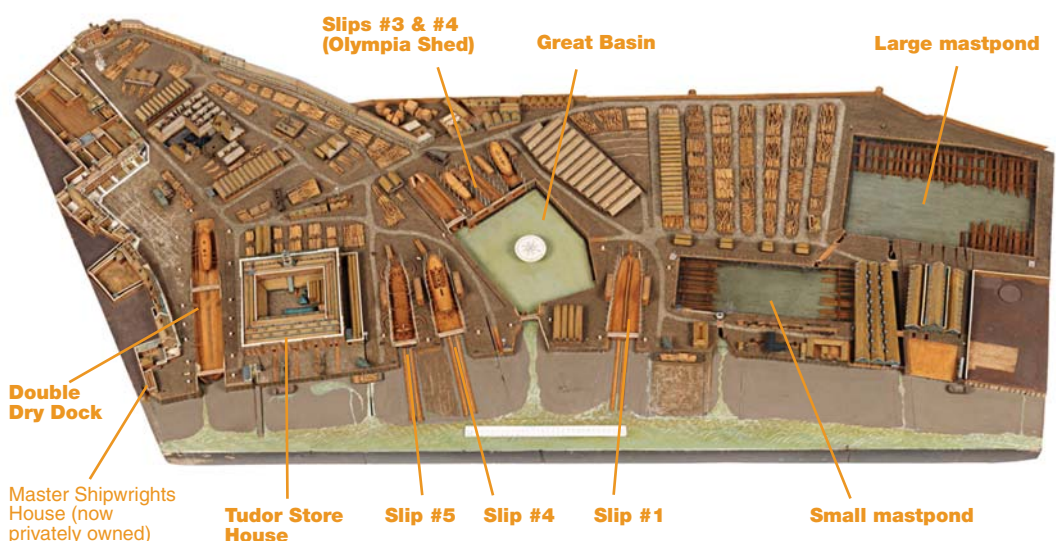 Slips #3 & #4
(Olympia Shed)
Great Basin
Large mastpond
Double
Dry Dock
Master Shipwrights
House (now
privately owned)
Tudor Store
House
Slip #5
Slip #4
Slip #1
Small mastpond